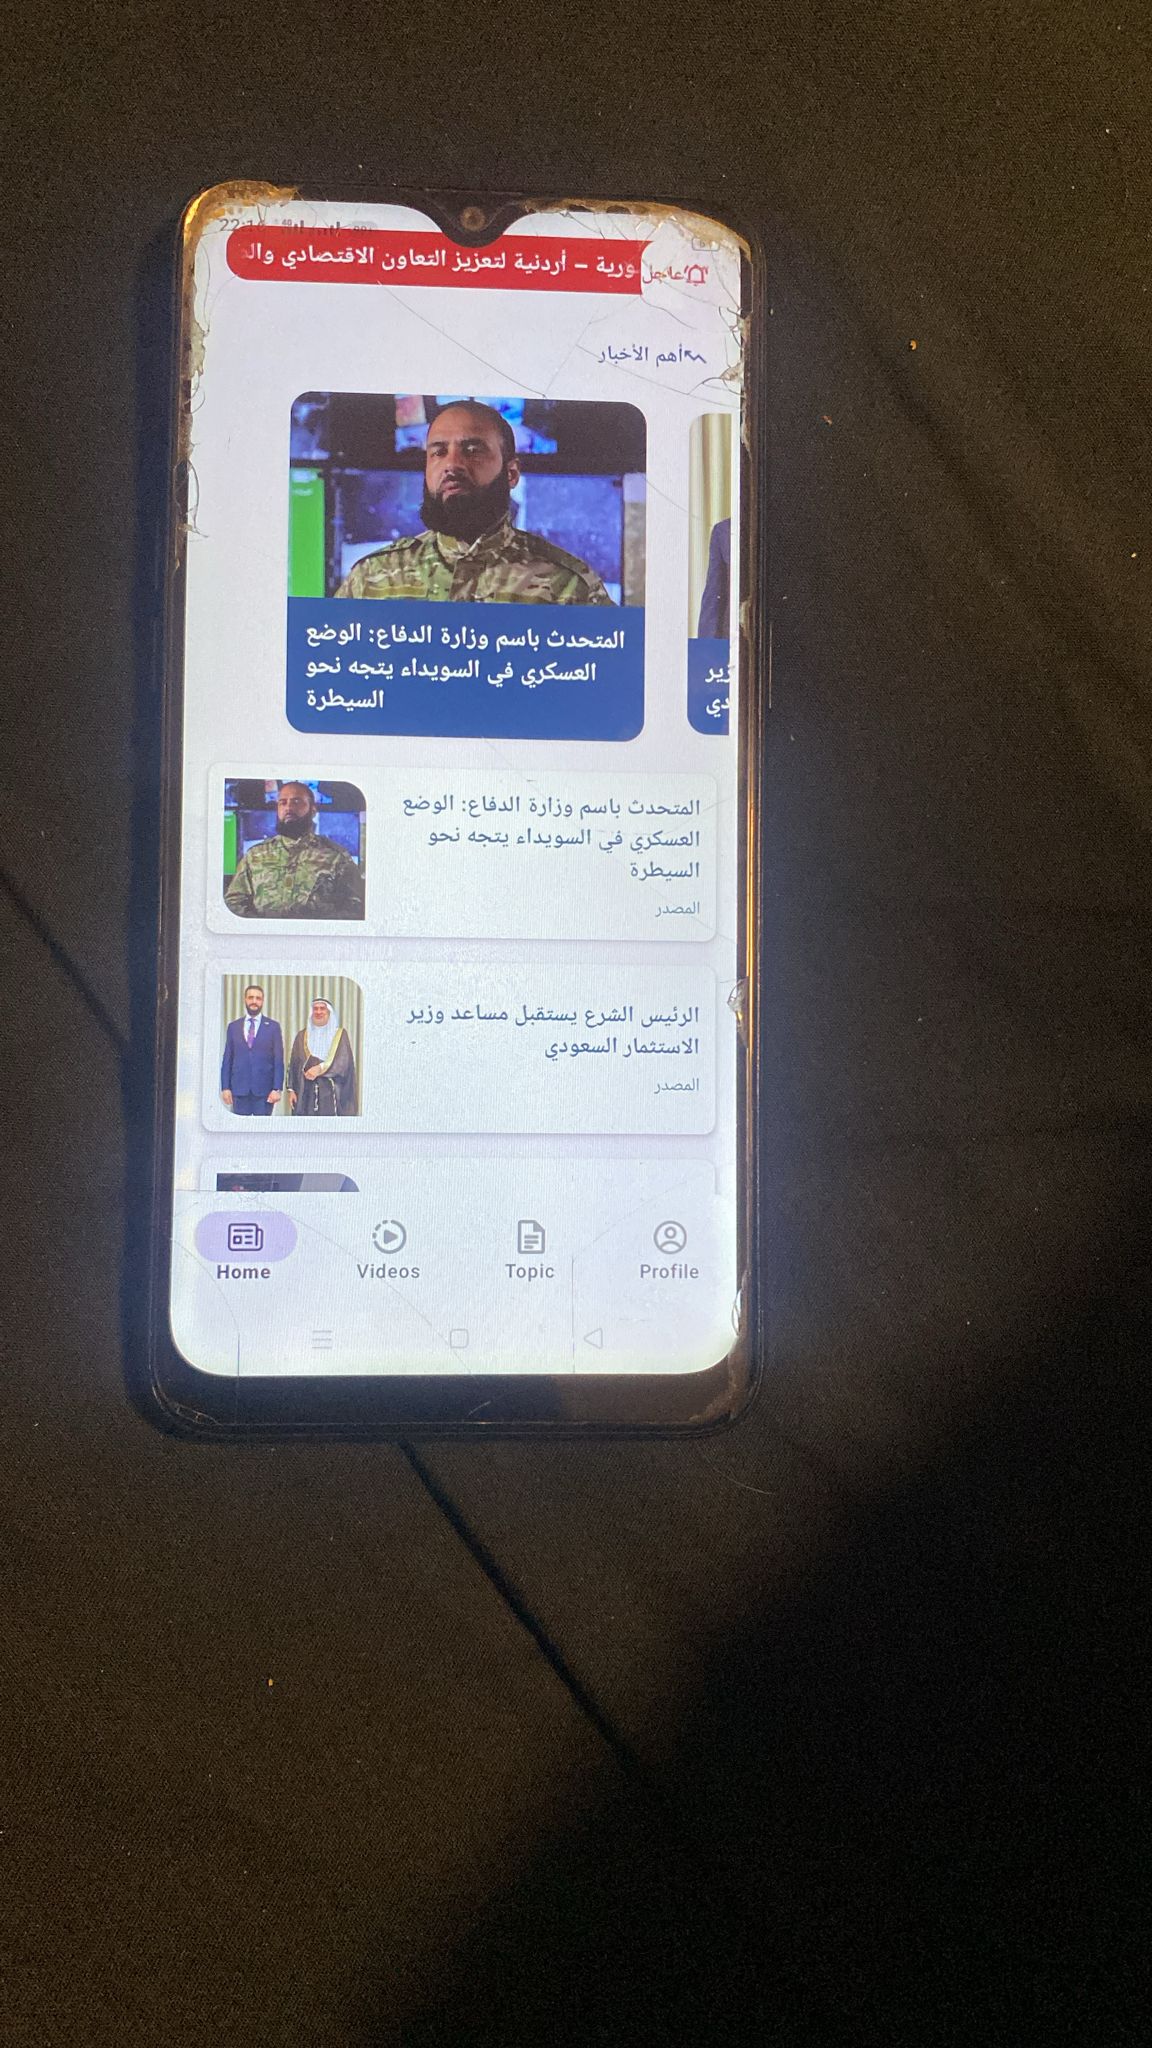 عاجل
ورية – أردنية لتعزيز التعاون الاقتصادي وال
أهم الأخبار
المتحدث باسم وزارة الدفاع: الوضع
العسكري في السويداء يتجه نحو
السيطرة
زير
دي
المتحدث باسم وزارة الدفاع: الوضع
العسكري في السويداء يتجه نحو
السيطرة
المصدر
الرئيس الشرع يستقبل مساعد وزير
الاستثمار السعودي
المصدر
Home Videos Topic Profile